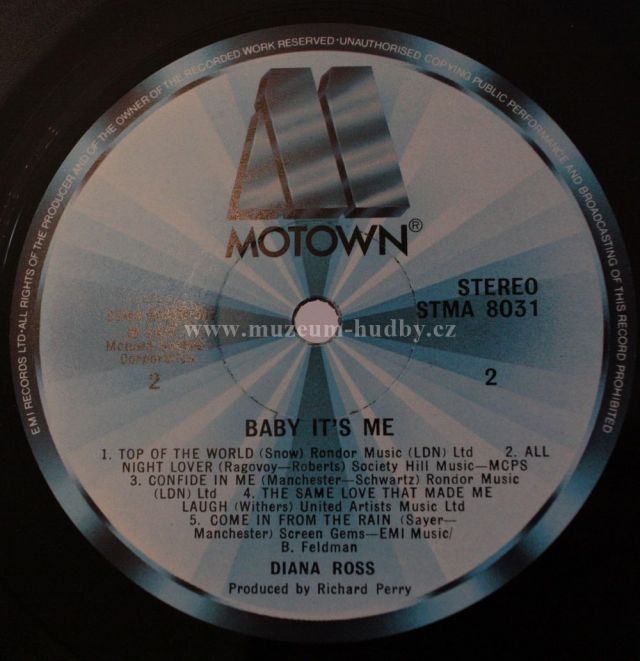 EMI RECORDS LTD·ALL RIGHTS OF THE PRODUCER AND OF THE OWNER OF THE RECORDED WORK RESERVED·UNAUTHORISED COPYING PUBLIC PERFORMANCE AND BROADCASTING OF THIS RECORD PROHIBITED
M
MOTOWN®
STEREO
STMA 8031
www.muzeum-hudby.cz
Motown
Corporation
2
2
BABY IT'S ME
1. TOP OF THE WORLD (Snow) Rondor Music (LDN) Ltd 2. ALL
NIGHT LOVER (Ragovoy—Roberts) Society Hill Music—MCPS
3. CONFIDE IN ME (Manchester—Schwartz) Rondor Music
(LDN) Ltd 4. THE SAME LOVE THAT MADE ME
LAUGH (Withers) United Artists Music Ltd
5. COME IN FROM THE RAIN (Sayer—
Manchester) Screen Gems—EMI Music/
B. Feldman
DIANA ROSS
Produced by Richard Perry